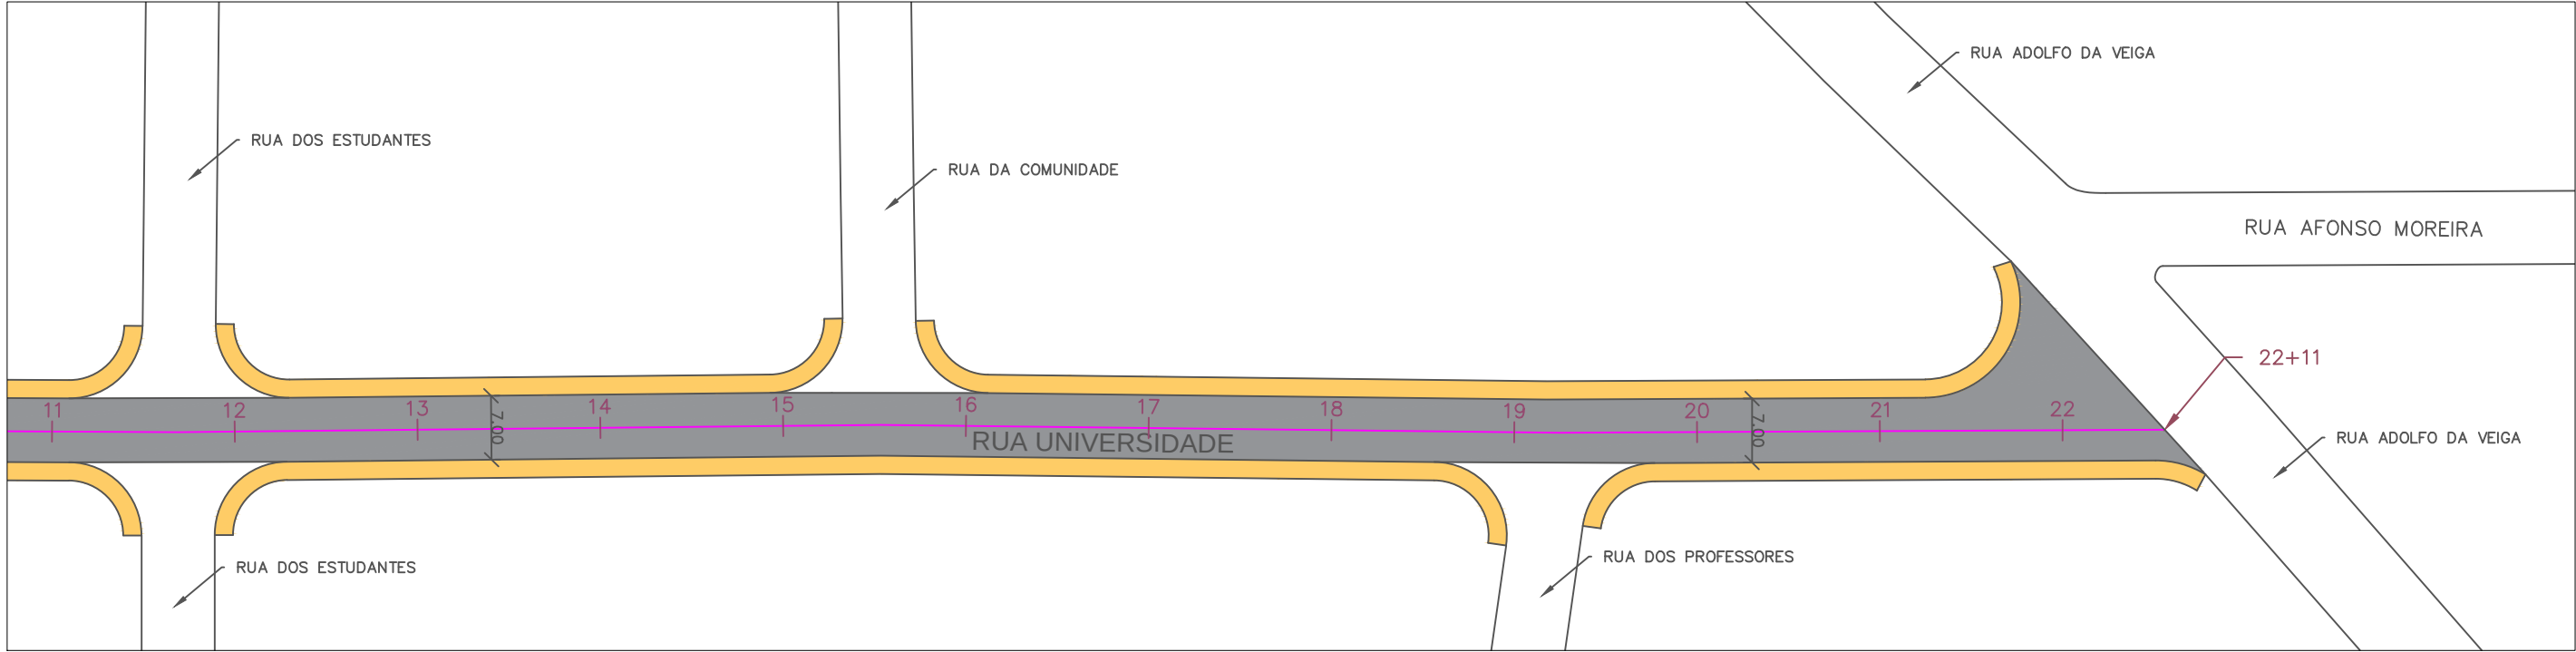 RUA ADOLFO DA VEIGA
RUA DOS ESTUDANTES
RUA DA COMUNIDADE
RUA AFONSO MOREIRA
22+11
11 12 13 14 15 16 17 18 19 20 21 22
7.00
7.00
RUA UNIVERSIDADE
RUA ADOLFO DA VEIGA
RUA DOS PROFESSORES
RUA DOS ESTUDANTES